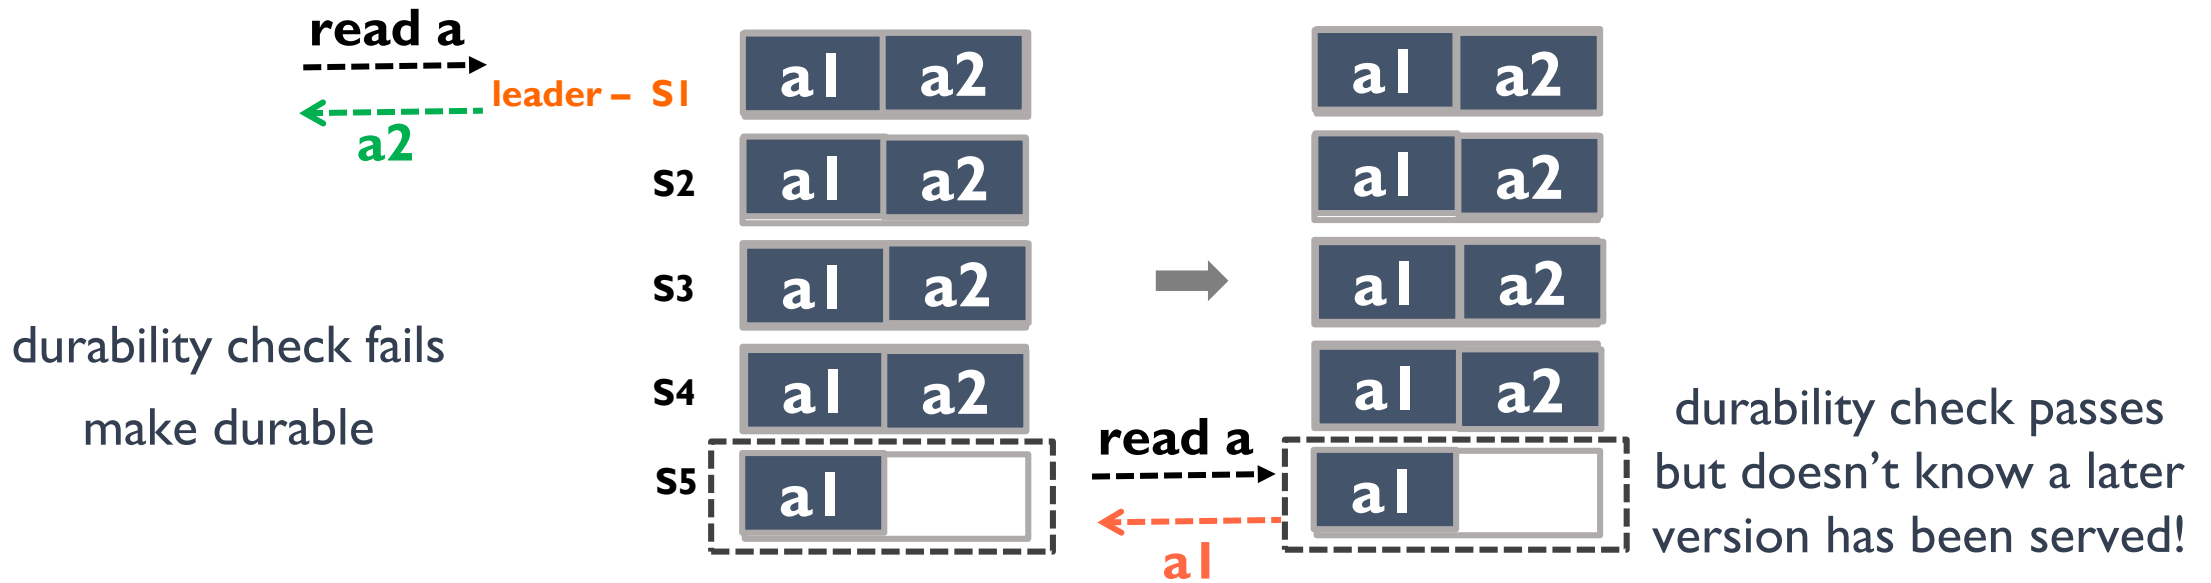 read a
leader – S1
a2
a1 a2
S2
a1 a2
S3
a1 a2
S4
a1 a2
S5
a1
durability check fails
make durable
a1 a2
a1 a2
a1 a2
a1 a2
read a
a1
a1
durability check passes
but doesn’t know a later
version has been served!